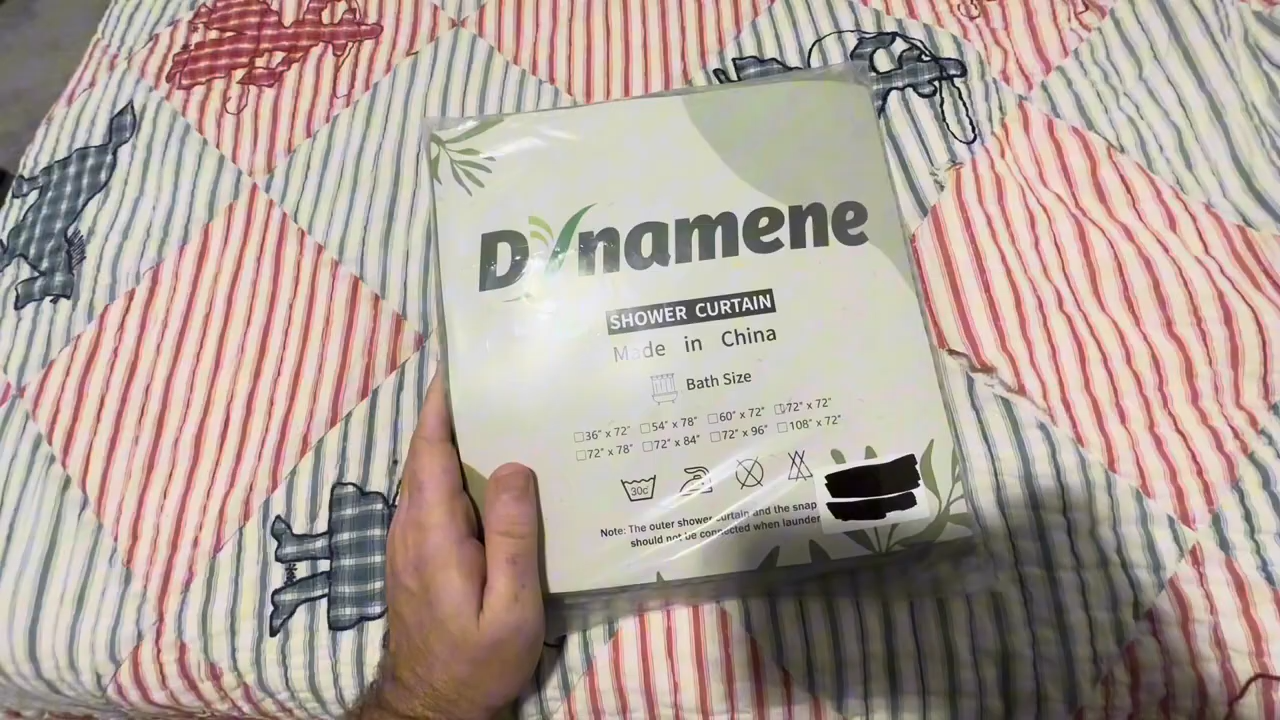 Dynamene
SHOWER CURTAIN
Made in China
Bath Size
☐36" x 72" ☐54" x 78" ☐60" x 72" ☐72" x 72"
☐72" x 78" ☐72" x 84" ☐72" x 96" ☐108" x 72"
30c
Note: The outer shower curtain and the snap
should not be connected when launder